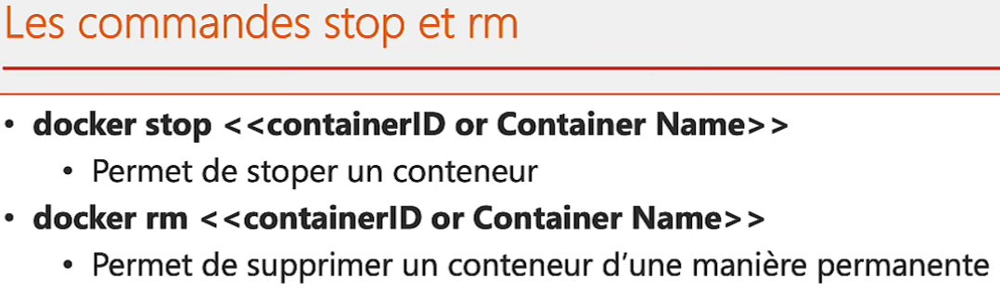 Les commandes stop et rm
• docker stop <<containerID or Container Name>>
• Permet de stoper un conteneur
• docker rm <<containerID or Container Name>>
• Permet de supprimer un conteneur d’une manière permanente